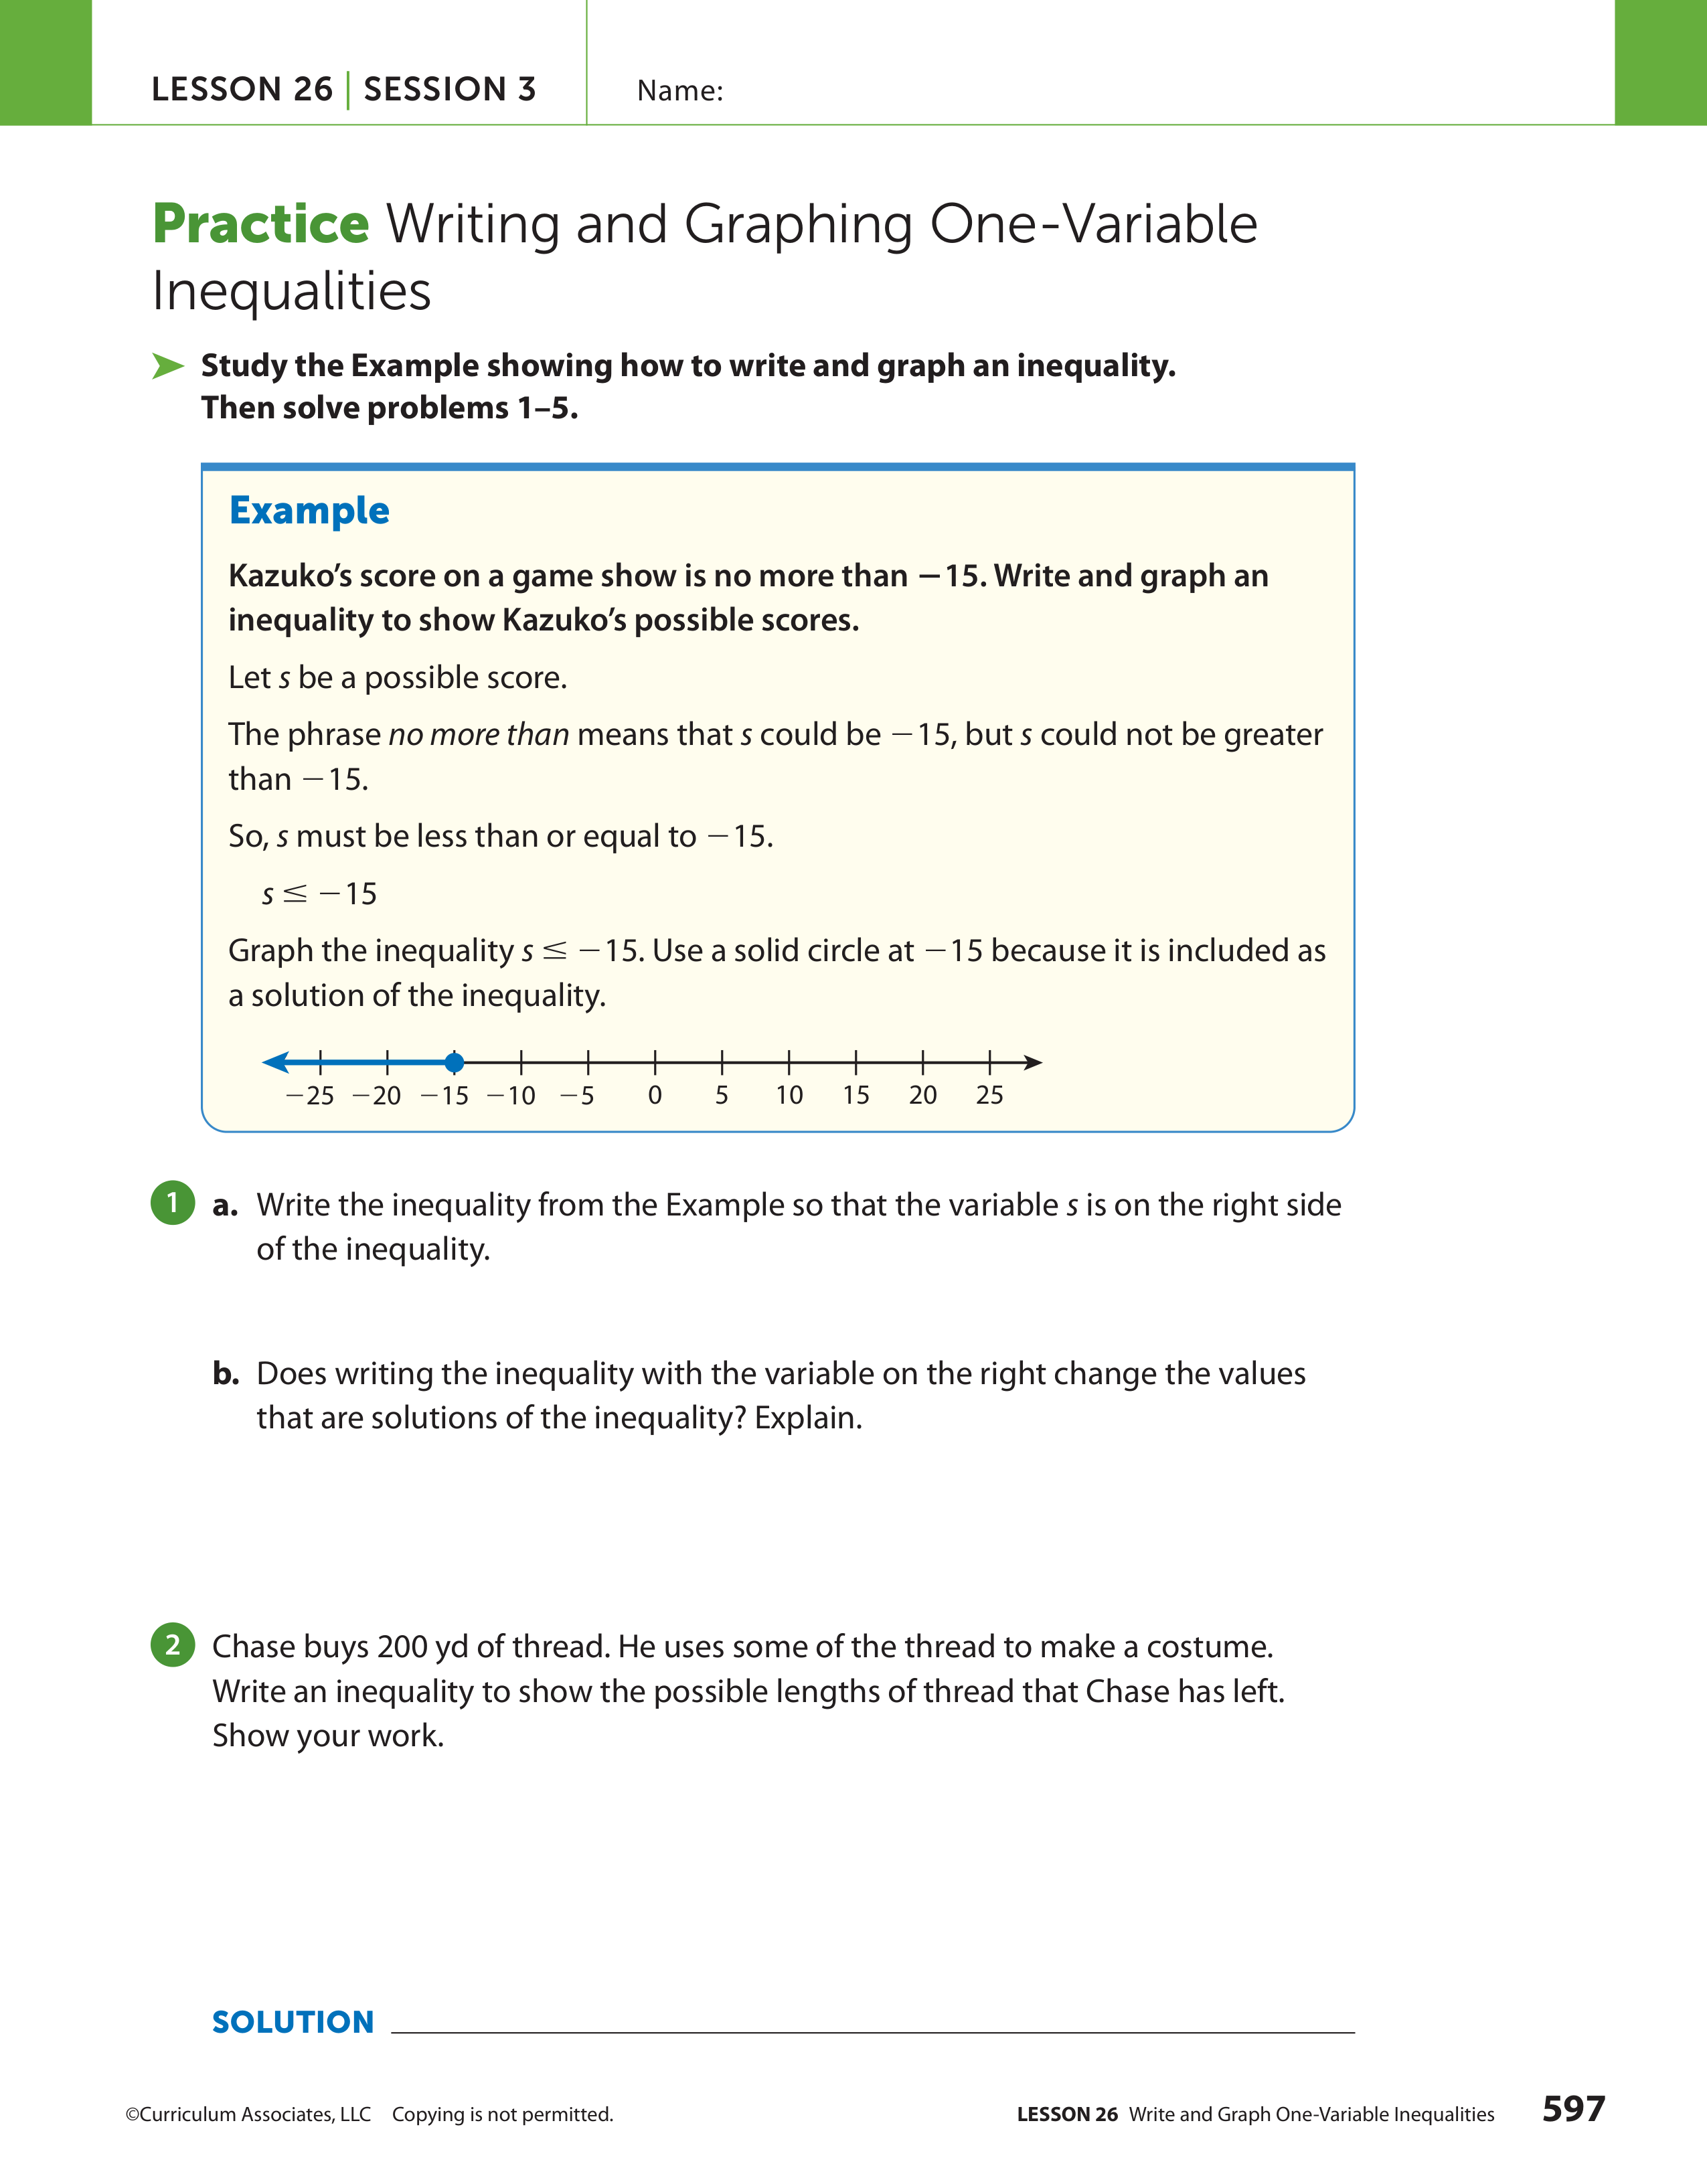 LESSON 26 | SESSION 3
Name:
Practice Writing and Graphing One-Variable
Inequalities
Study the Example showing how to write and graph an inequality.
Then solve problems 1–5.
Example
Kazuko’s score on a game show is no more than −15. Write and graph an
inequality to show Kazuko’s possible scores.
Let s be a possible score.
The phrase no more than means that s could be −15, but s could not be greater
than −15.
So, s must be less than or equal to −15.
s ≤ −15
Graph the inequality s ≤ −15. Use a solid circle at −15 because it is included as
a solution of the inequality.
−25 −20 −15 −10 −5 0 5 10 15 20 25
1 a. Write the inequality from the Example so that the variable s is on the right side
of the inequality.
b. Does writing the inequality with the variable on the right change the values
that are solutions of the inequality? Explain.
2 Chase buys 200 yd of thread. He uses some of the thread to make a costume.
Write an inequality to show the possible lengths of thread that Chase has left.
Show your work.
SOLUTION
©Curriculum Associates, LLC Copying is not permitted.
LESSON 26 Write and Graph One-Variable Inequalities 597